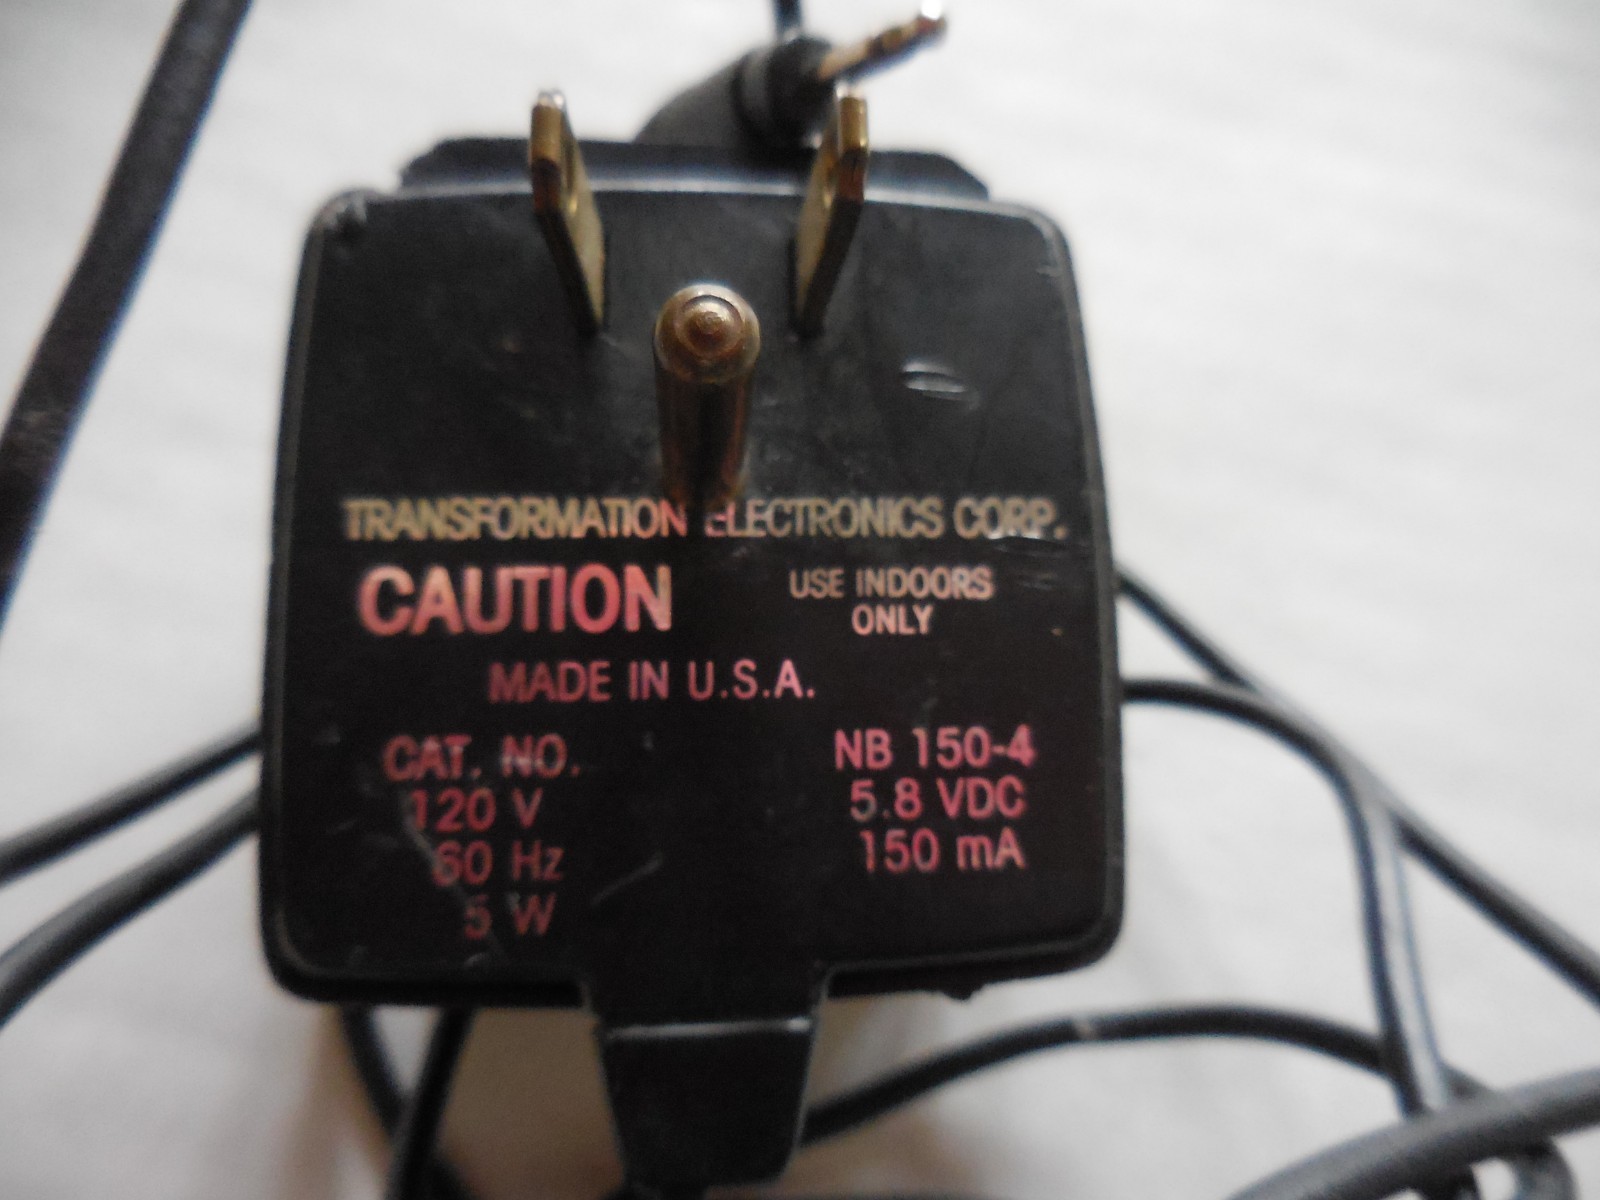 TRANSFORMATION ELECTRONICS CORP.
CAUTION USE INDOORS ONLY
MADE IN U.S.A.
CAT. NO. NB 150-4
120 V 5.8 VDC
60 Hz 150 mA
5 W